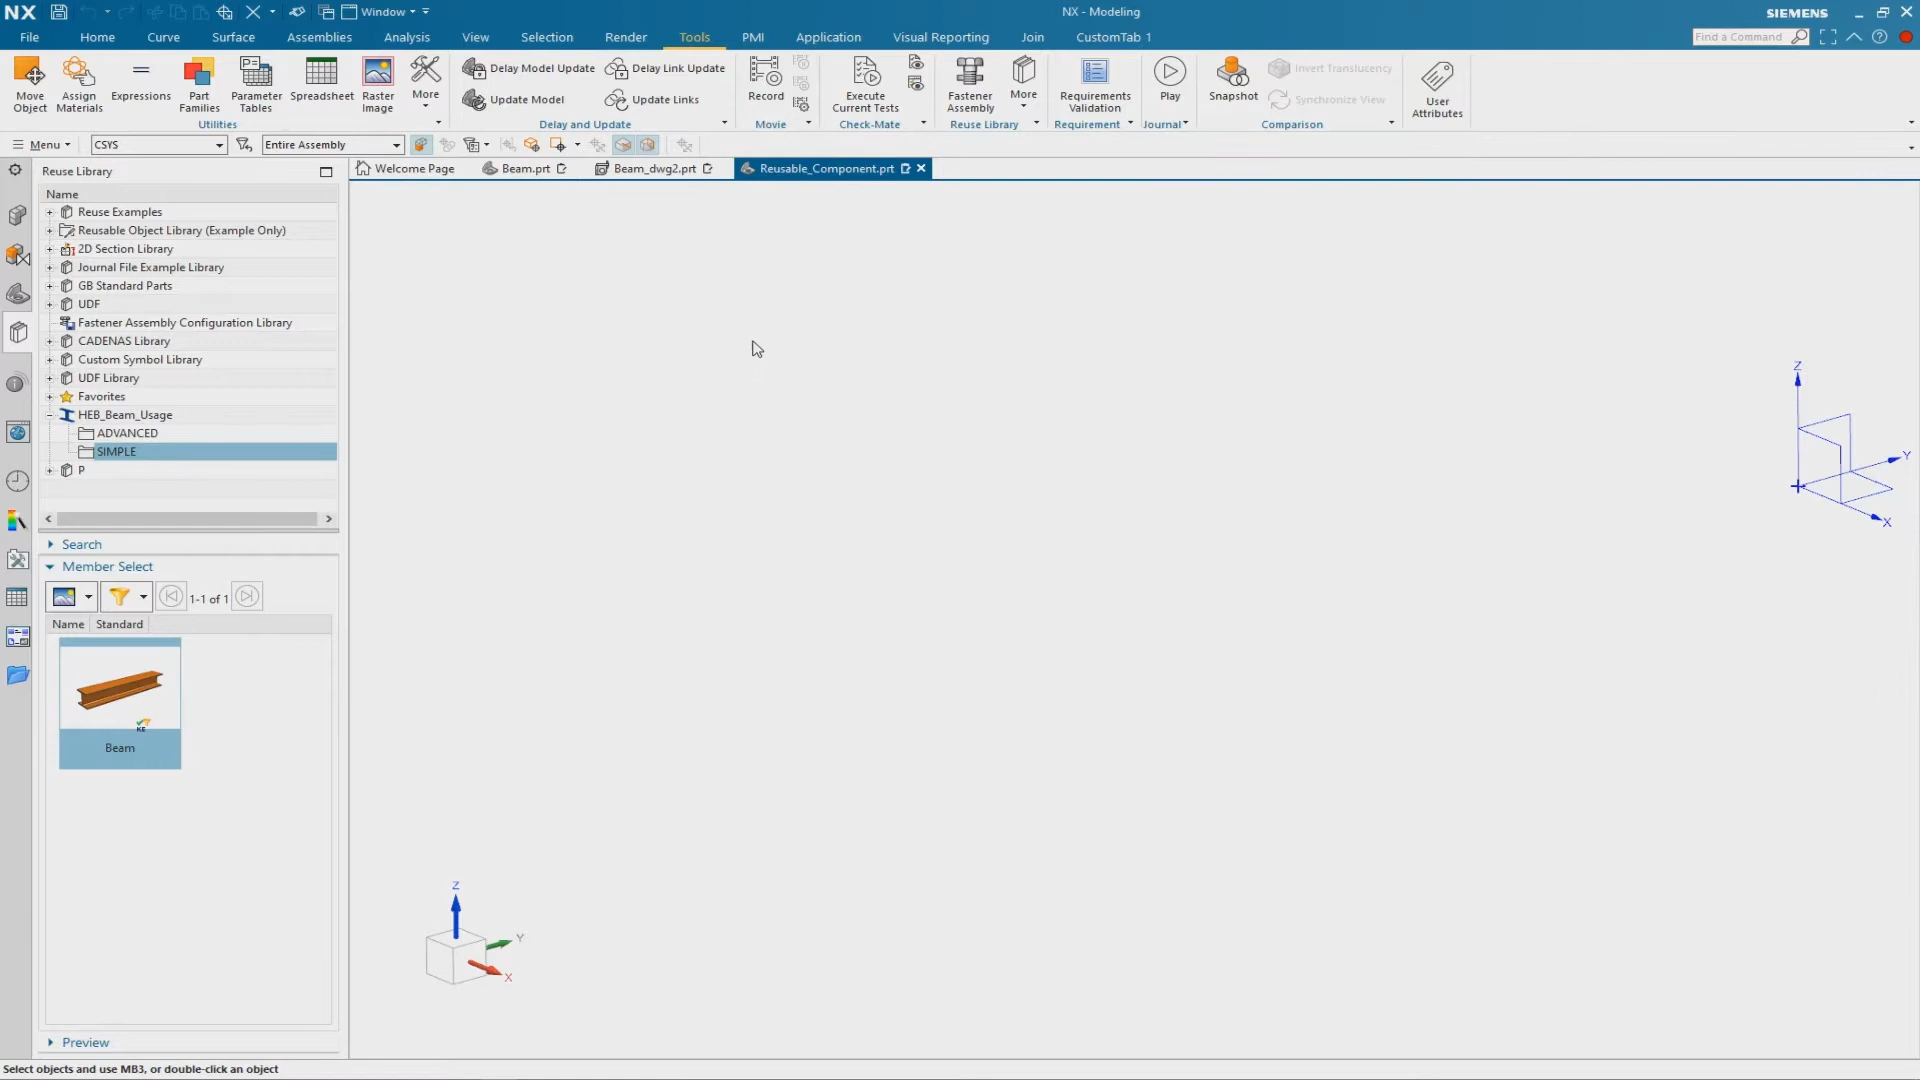 NX Window NX - Modeling SIEMENS
File Home Curve Surface Assemblies Analysis View Selection Render Tools PMI Application Visual Reporting Join CustomTab 1 Find a Command
Move Object
Assign Materials
Expressions
Part Families
Parameter Tables
Spreadsheet
Raster Image
More
Utilities
Delay Model Update
Delay Link Update
Update Model
Update Links
Delay and Update
Record
Movie
Execute Current Tests
Check-Mate
Fastener Assembly
More
Reuse Library
Requirements Validation
Requirement
Play
Journal
Snapshot
Invert Translucency
Synchronize View
Comparison
User Attributes
Menu CSYS Entire Assembly
Reuse Library
Welcome Page Beam.prt Beam_dwg2.prt Reusable_Component.prt
Name
Reuse Examples
Reusable Object Library (Example Only)
2D Section Library
Journal File Example Library
GB Standard Parts
UDF
Fastener Assembly Configuration Library
CADENAS Library
Custom Symbol Library
UDF Library
Favorites
HEB_Beam_Usage
ADVANCED
SIMPLE
P
Search
Member Select
1-1 of 1
Name Standard
KE
Beam
Preview
Z
Y
X
Z
Y
X
Select objects and use MB3, or double-click an object